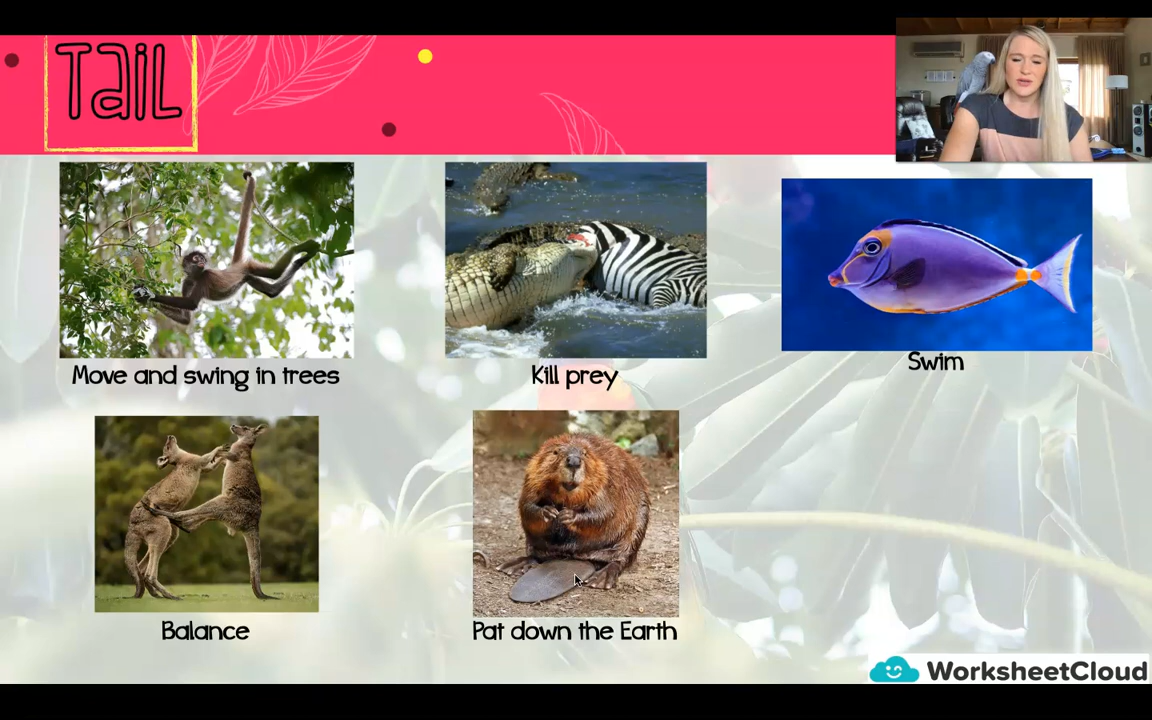 Tail
Move and swing in trees
Kill prey
Swim
Balance
Pat down the Earth
WorksheetCloud